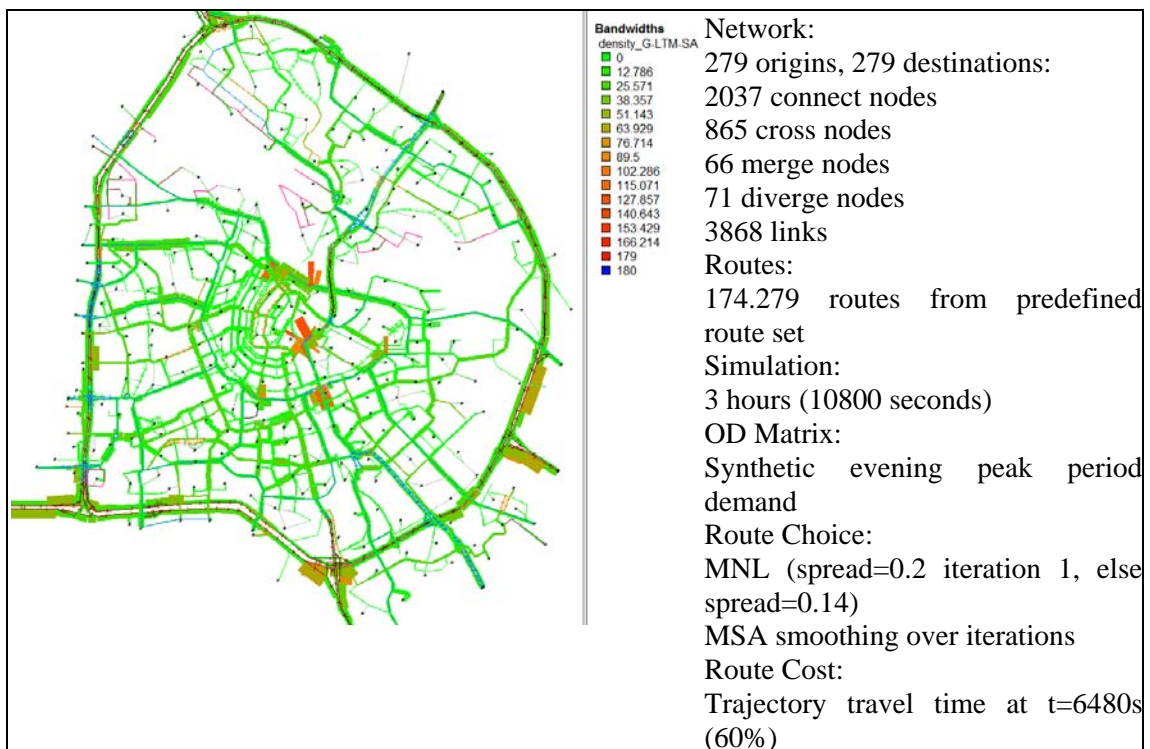 Bandwidths
density_G-LTM-SA
0
12.786
25.571
38.357
51.143
63.929
76.714
89.5
102.286
115.071
127.857
140.643
153.429
166.214
179
180
Network:
279 origins, 279 destinations:
2037 connect nodes
865 cross nodes
66 merge nodes
71 diverge nodes
3868 links
Routes:
174.279 routes from predefined
route set
Simulation:
3 hours (10800 seconds)
OD Matrix:
Synthetic evening peak period
demand
Route Choice:
MNL (spread=0.2 iteration 1, else
spread=0.14)
MSA smoothing over iterations
Route Cost:
Trajectory travel time at t=6480s
(60%)